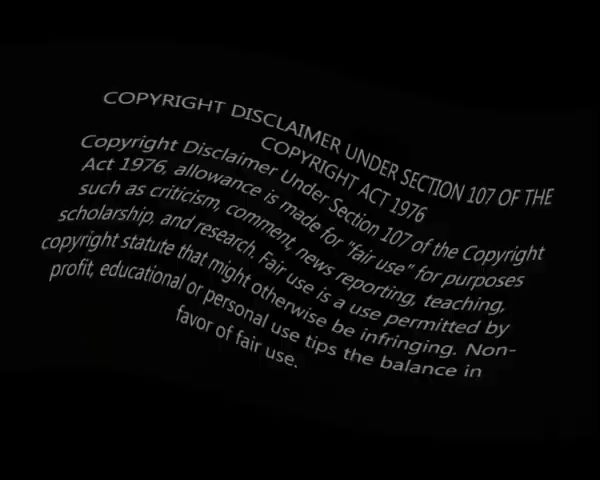 COPYRIGHT DISCLAIMER UNDER SECTION 107 OF THE
COPYRIGHT ACT 1976
Copyright Disclaimer Under Section 107 of the Copyright
Act 1976, allowance is made for "fair use" for purposes
such as criticism, comment, news reporting, teaching,
scholarship, and research. Fair use is a use permitted by
copyright statute that might otherwise be infringing. Non-
profit, educational or personal use tips the balance in
favor of fair use.